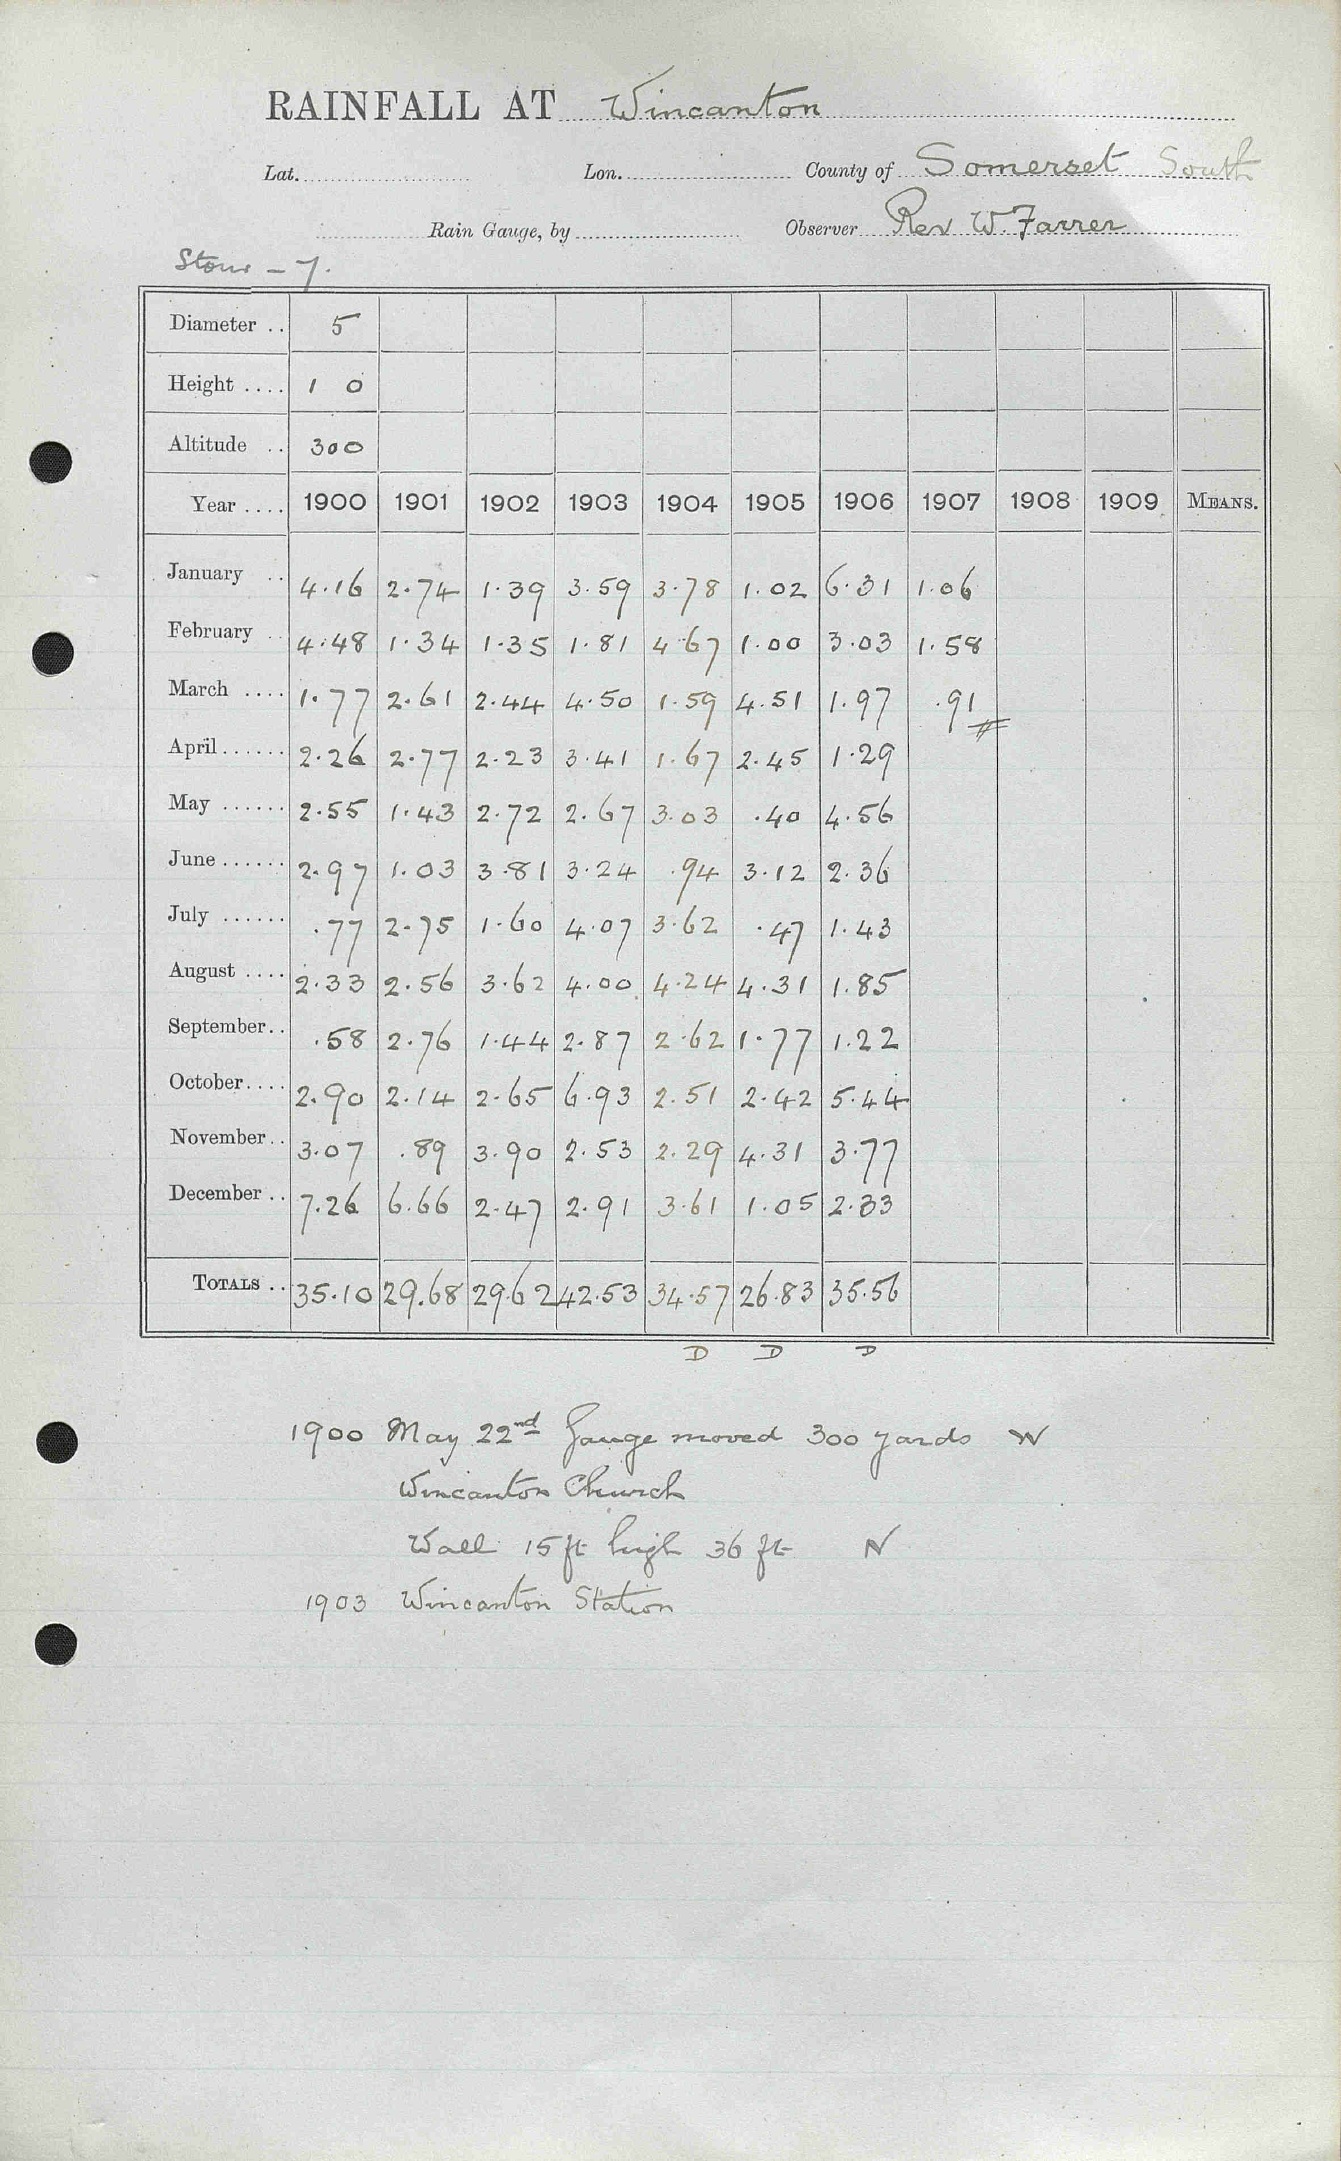 RAINFALL AT Wincanton
Lat. Lon. County of Somerset South
Rain Gauge, by Observer Rev W. Farrer
Stour - 7.
Diameter .. 5
Height .... 1 0
Altitude .. 300
Year .... 1900 1901 1902 1903 1904 1905 1906 1907 1908 1909 MEANS.
January .. 4.16 2.74 1.39 3.59 3.78 1.02 6.31 1.06
February .. 4.48 1.34 1.35 1.81 4.67 1.00 3.03 1.58
March .... 1.77 2.61 2.44 4.50 1.59 4.51 1.97 .91
April ...... 2.26 2.77 2.23 3.41 1.67 2.45 1.29
May ...... 2.55 1.43 2.72 2.67 3.03 .40 4.56
June ...... 2.97 1.03 3.81 3.24 .94 3.12 2.36
July ...... .77 2.75 1.60 4.07 3.62 .47 1.43
August .... 2.33 2.56 3.62 4.00 4.24 4.31 1.85
September.. .58 2.76 1.44 2.87 2.62 1.77 1.22
October.... 2.90 2.14 2.65 6.93 2.51 2.42 5.44
November.. 3.07 .89 3.90 2.53 2.29 4.31 3.77
December .. 7.26 6.66 2.47 2.91 3.61 1.05 2.33
TOTALS .. 35.10 29.68 29.62 42.53 34.57 26.83 35.56
D D D
1900 May 22nd Gauge moved 300 yards W
Wincanton Church
Wall 15 ft high 36 ft N
1903 Wincanton Station